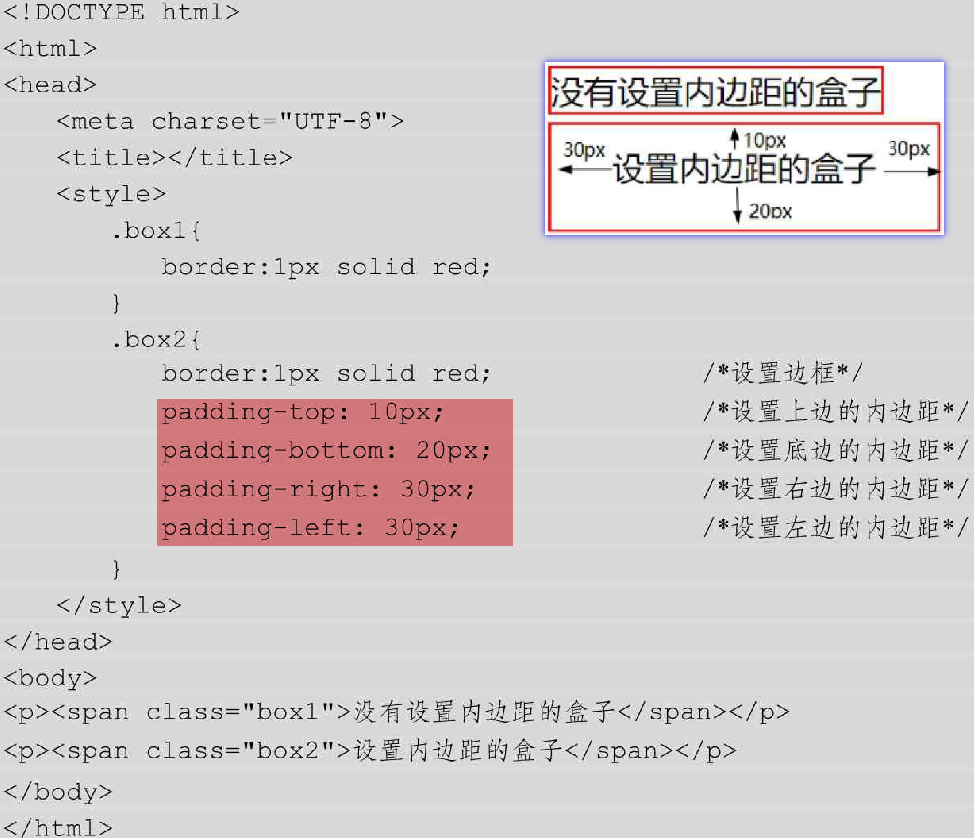 <!DOCTYPE html>
<html>
<head>
<meta charset="UTF-8">
<title></title>
<style>
.box1{
border:1px solid red;
}
.box2{
border:1px solid red; /*设置边框*/
padding-top: 10px; /*设置上边的内边距*/
padding-bottom: 20px; /*设置底边的内边距*/
padding-right: 30px; /*设置右边的内边距*/
padding-left: 30px; /*设置左边的内边距*/
}
</style>
</head>
<body>
<p><span class="box1">没有设置内边距的盒子</span></p>
<p><span class="box2">设置内边距的盒子</span></p>
</body>
</html>
没有设置内边距的盒子
10px
30px 设置内边距的盒子 30px
20px